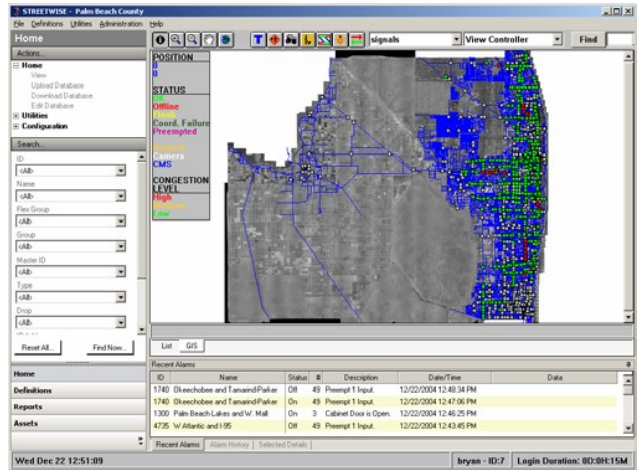 STREETWISE - Palm Beach County
File Definitions Utilities Administration Help
Home
signals
View Controller
Find
Actions...
Home
View
Upload Database
Download Database
Edit Database
Utilities
Configuration
Search...
ID
<All>
Name
<All>
Flex Group
<All>
Group
<All>
Master ID
<All>
Type
<All>
Drop
<All>
Reset All...
Find Now...
Home
Definitions
Reports
Assets
POSITION
0
0
STATUS
OK
Offline
Flash
Coord. Failure
Preempted
Camera
CMS
CONGESTION
LEVEL
High
Medium
Low
List GIS
Recent Alarms
ID Name Status # Description Date/Time Data
1740 Okeechobee and Tamarind-Parker Off 49 Preempt 1 Input. 12/22/2004 12:48:34 PM
1740 Okeechobee and Tamarind-Parker On 49 Preempt 1 Input. 12/22/2004 12:47:06 PM
1300 Palm Beach Lakes and W. Mall On 3 Cabinet Door is Open. 12/22/2004 12:46:25 PM
4735 W Atlantic and I-95 Off 49 Preempt 1 Input. 12/22/2004 12:43:45 PM
Recent Alarms Alarm History Selected Details
Wed Dec 22 12:51:09
bryan - ID:7
Login Duration: 0D:0H:15M